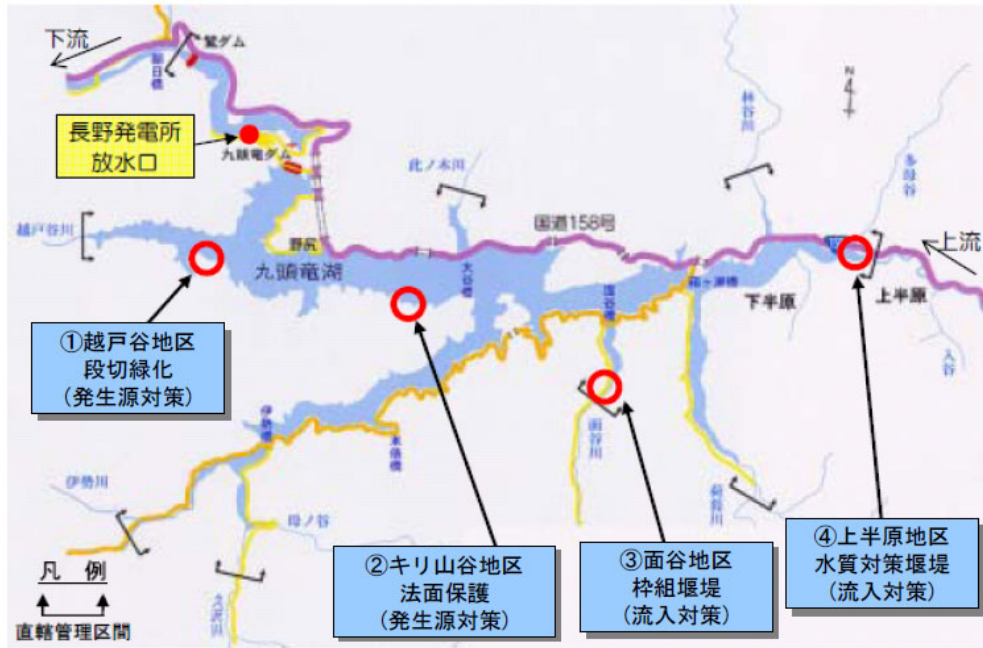 下流
鷲ダム
朝日橋
長野発電所
放水口
九頭竜ダム
此ノ木川
林谷川
多母谷
N
越戸谷川
野尻
国道158号
上流
九頭竜湖
大谷橋
面谷橋
箱ヶ瀬橋
下半原
上半原
入谷
①越戸谷地区
段切緑化
(発生源対策)
伊勢橋
面谷川
荷暮川
伊勢川
母ノ谷
久沢川
②キリ山谷地区
法面保護
(発生源対策)
③面谷地区
枠組堰堤
(流入対策)
④上半原地区
水質対策堰堤
(流入対策)
凡 例
直轄管理区間